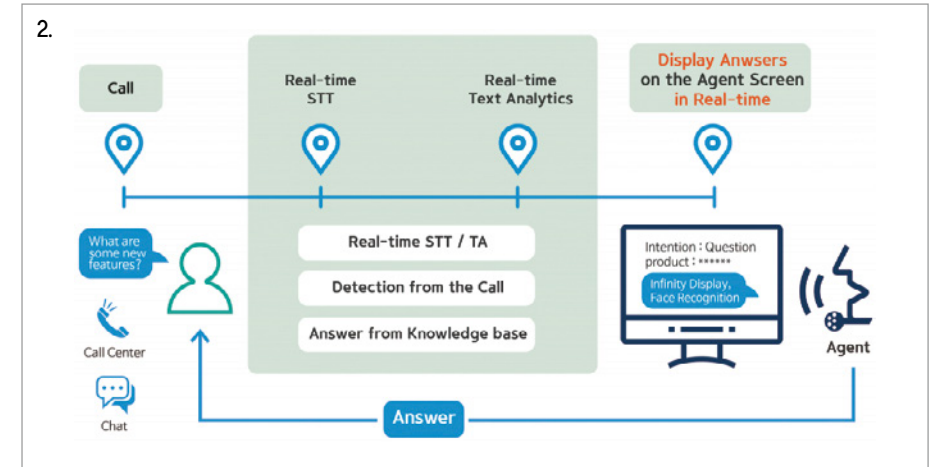 2.
Call
Real-time
STT
Real-time
Text Analytics
Display Anwsers
on the Agent Screen
in Real-time
What are
some new
features?
Call Center
Chat
Real-time STT / TA
Detection from the Call
Answer from Knowledge base
Intention : Question
product : ******
Infinity Display,
Face Recognition
Agent
Answer